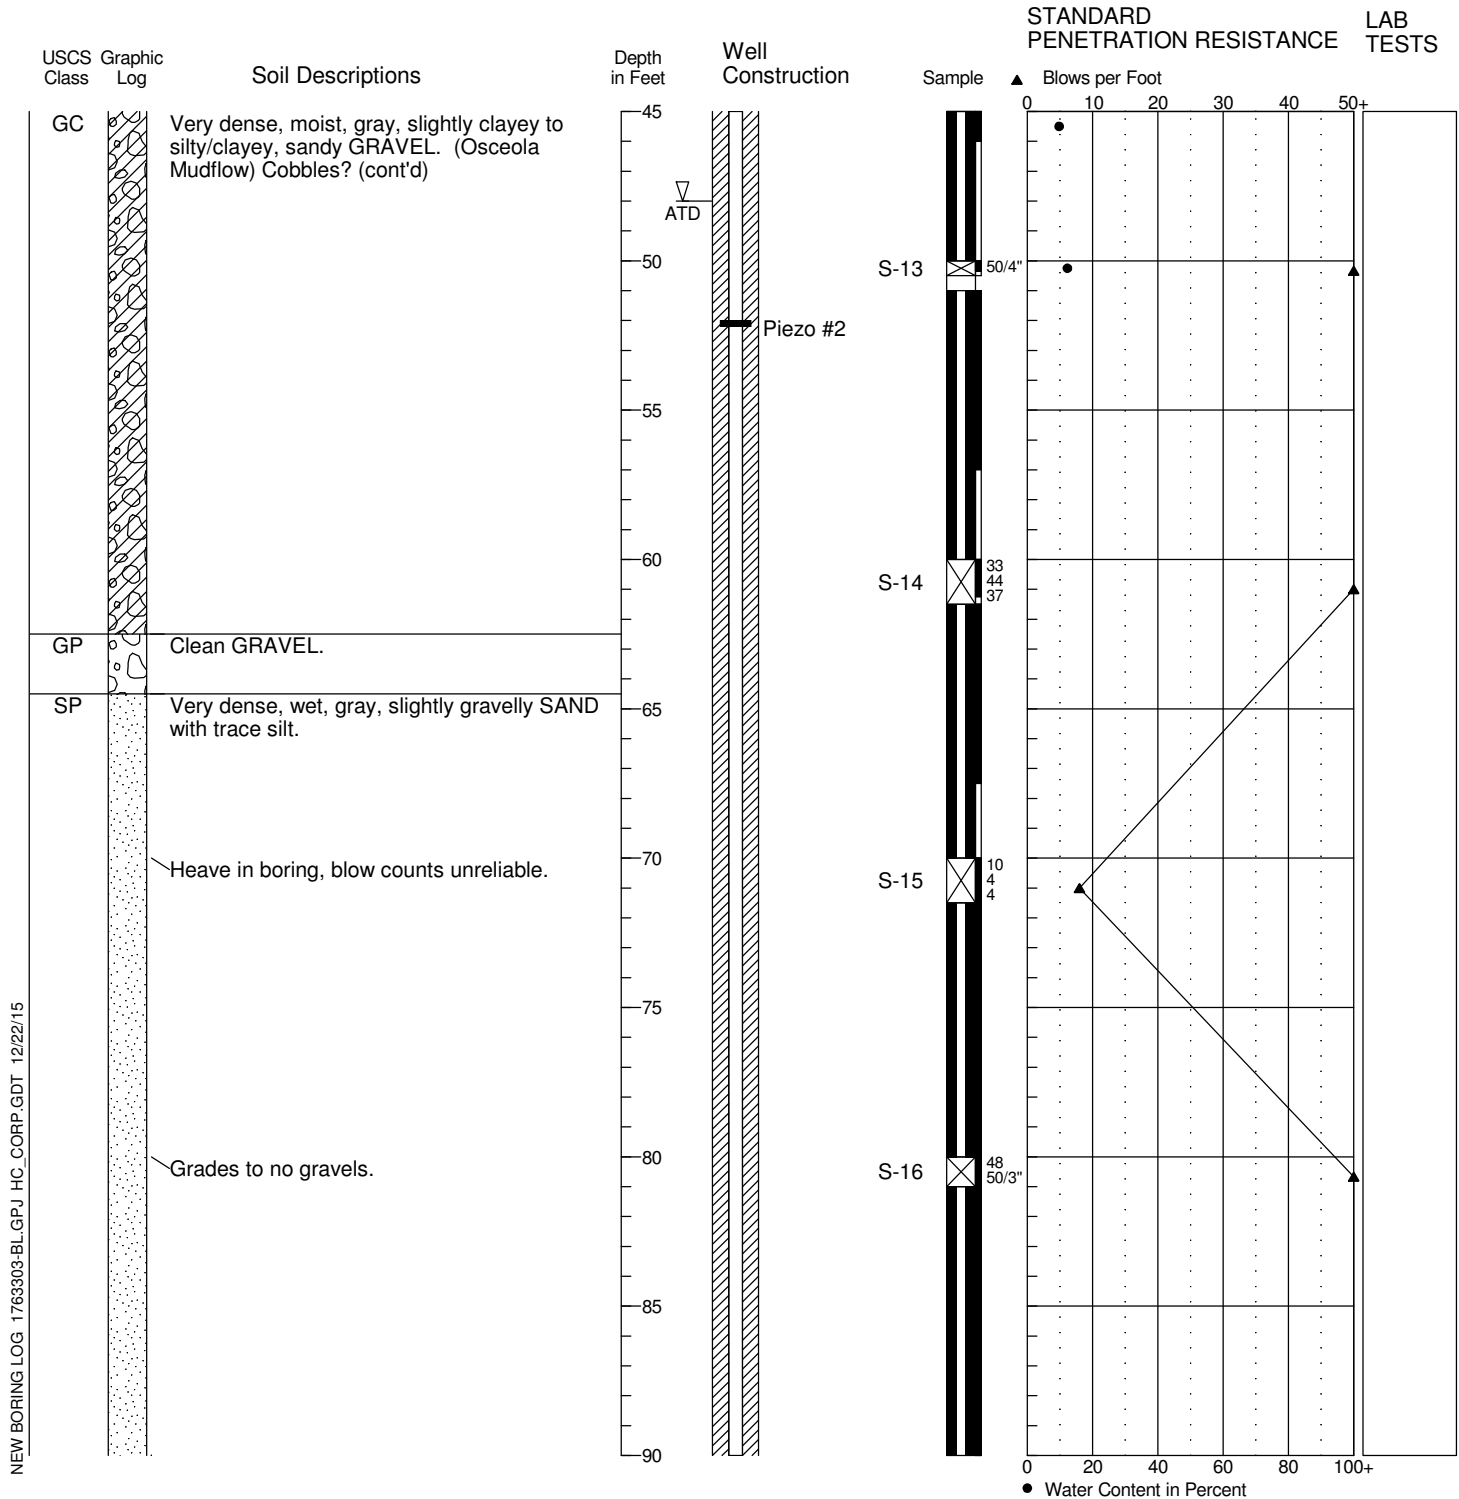 STANDARD
PENETRATION RESISTANCE
LAB
TESTS
USCS
Class
Graphic
Log
Soil Descriptions
Depth
in Feet
Well
Construction
Sample
▲ Blows per Foot
0 10 20 30 40 50+
45
GC
Very dense, moist, gray, slightly clayey to
silty/clayey, sandy GRAVEL. (Osceola
Mudflow) Cobbles? (cont'd)
ATD
50
S-13
50/4"
Piezo #2
55
60
S-14
33
44
37
GP
Clean GRAVEL.
SP
Very dense, wet, gray, slightly gravelly SAND
with trace silt.
65
70
Heave in boring, blow counts unreliable.
S-15
10
4
4
75
80
Grades to no gravels.
S-16
48
50/3"
85
90
0 20 40 60 80 100+
● Water Content in Percent
NEW BORING LOG 1763303-BL.GPJ HC_CORP.GDT 12/22/15